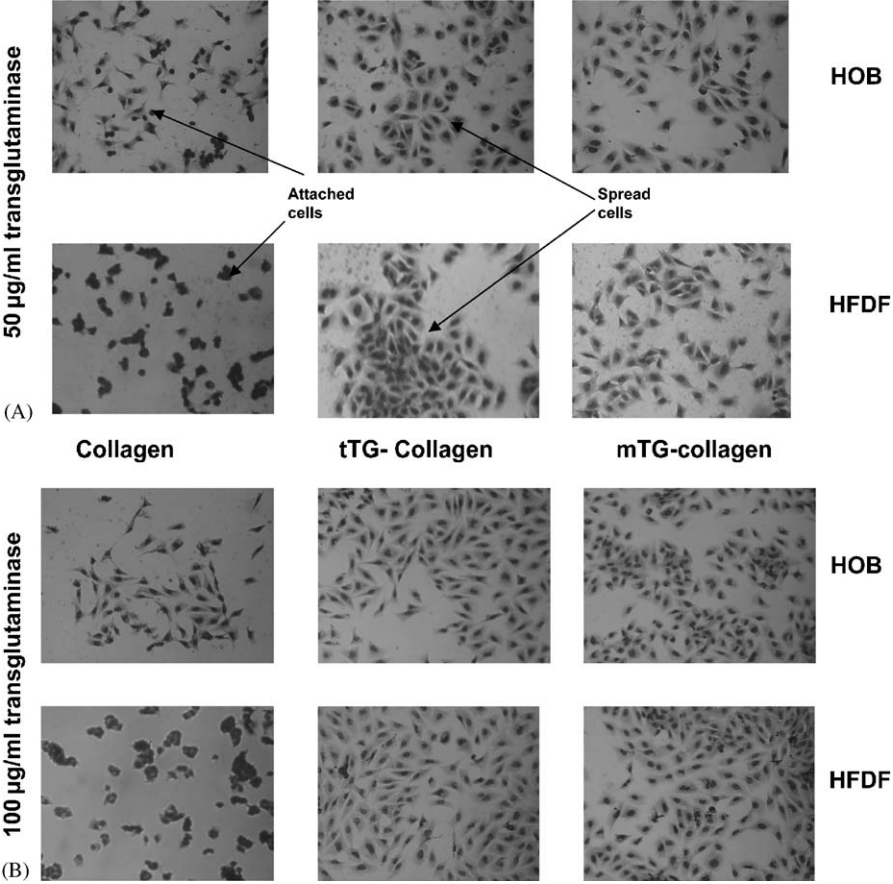 50 µg/ml transglutaminase
HOB
Attached
cells
Spread
cells
HFDF
(A)
Collagen
tTG- Collagen
mTG-collagen
100 µg/ml transglutaminase
HOB
HFDF
(B)